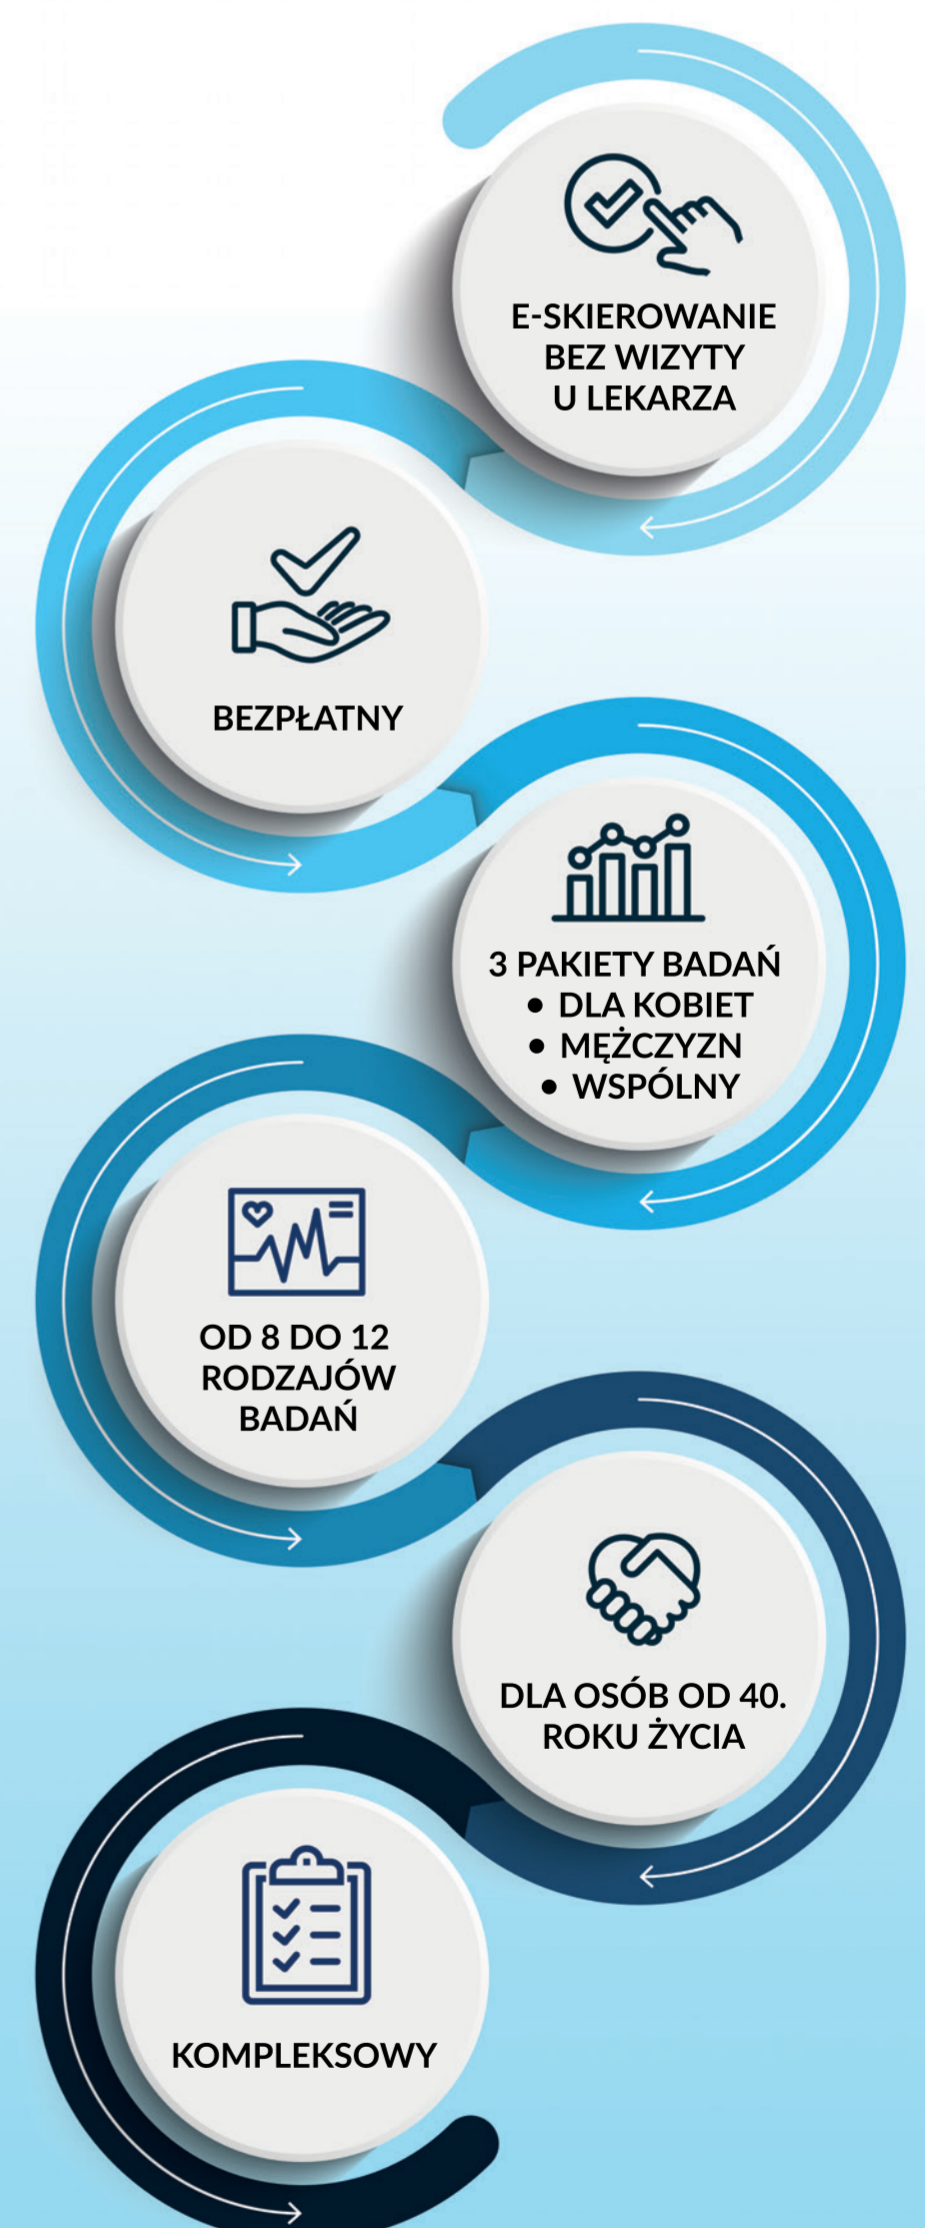 E-SKIEROWANIE
BEZ WIZYTY
U LEKARZA
BEZPŁATNY
3 PAKIETY BADAŃ
• DLA KOBIET
• MĘŻCZYZN
• WSPÓLNY
OD 8 DO 12
RODZAJÓW
BADAŃ
DLA OSÓB OD 40.
ROKU ŻYCIA
KOMPLEKSOWY